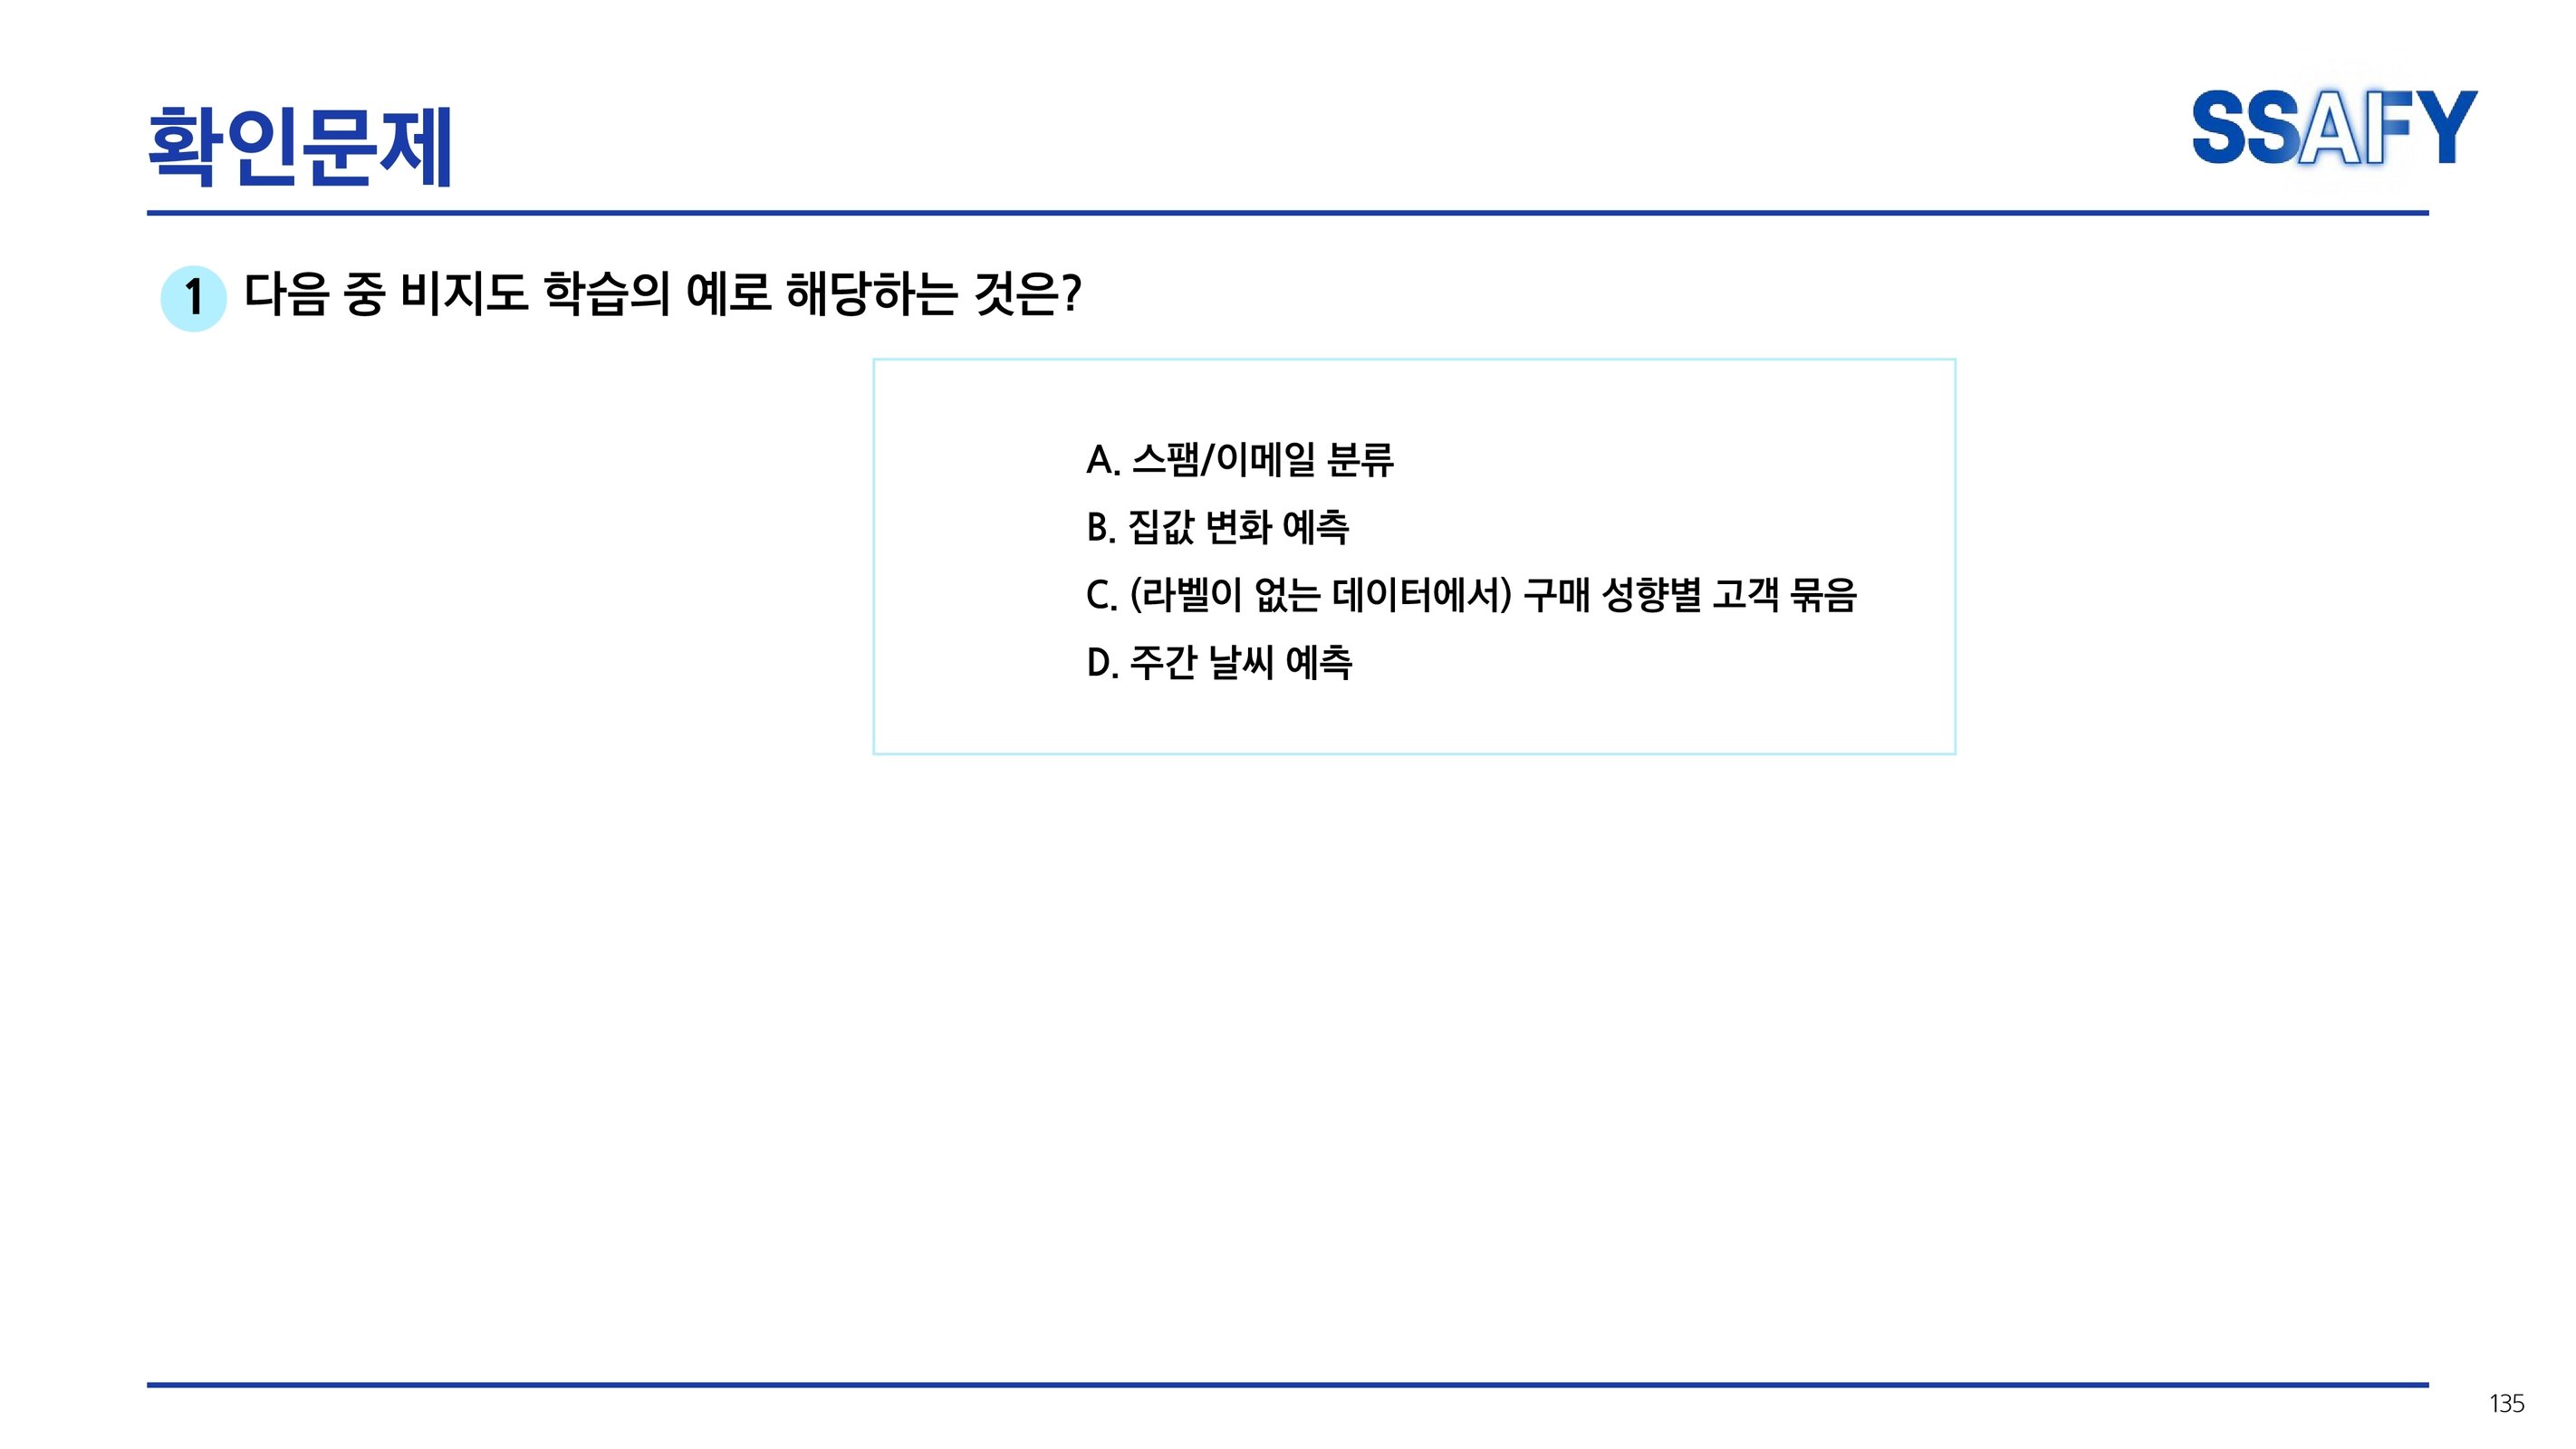 확인문제
SSAFY
1 다음 중 비지도 학습의 예로 해당하는 것은?
A. 스팸/이메일 분류
B. 집값 변화 예측
C. (라벨이 없는 데이터에서) 구매 성향별 고객 묶음
D. 주간 날씨 예측
135